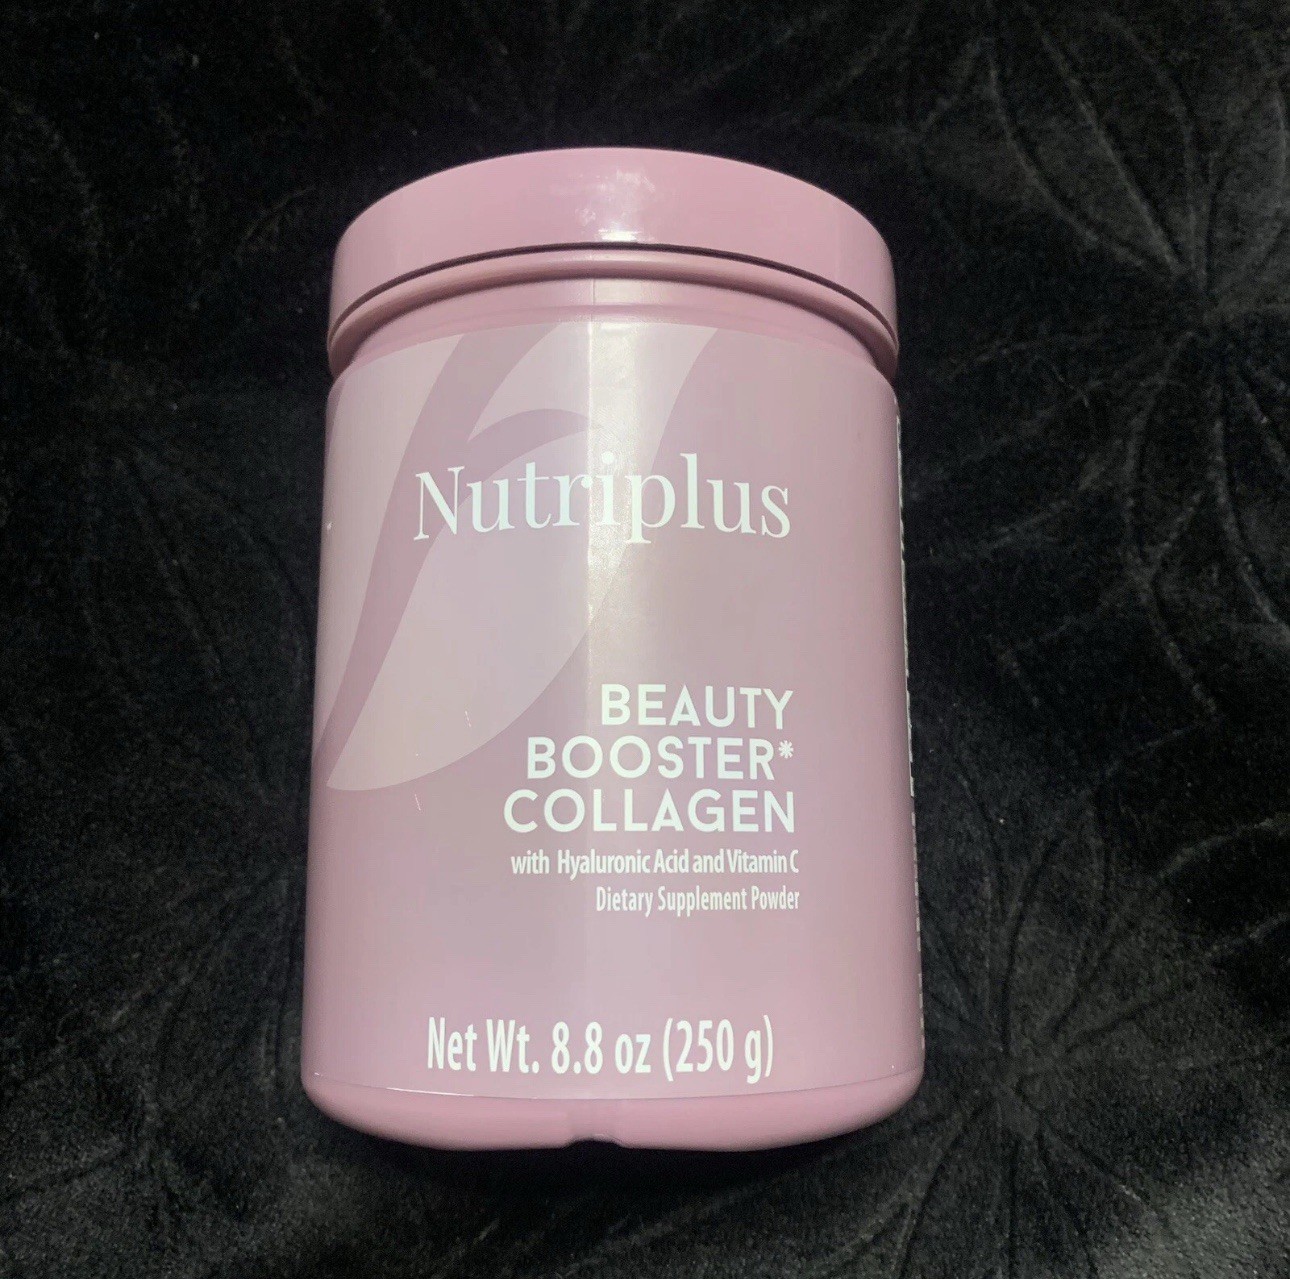 Nutriplus
BEAUTY
BOOSTER*
COLLAGEN
with Hyaluronic Acid and Vitamin C
Dietary Supplement Powder
Net Wt. 8.8 oz (250 g)